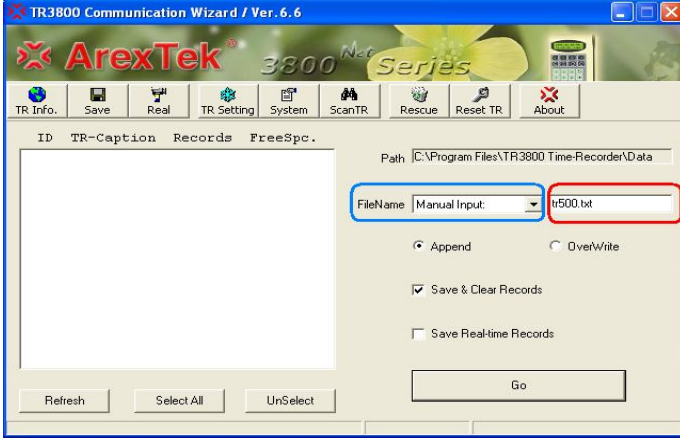 TR3800 Communication Wizard / Ver.6.6
ArexTek® 3800 Net Series
TR Info. Save Real TR Setting System ScanTR Rescue Reset TR About
ID TR-Caption Records FreeSpc.
Path C:\Program Files\TR3800 Time-Recorder\Data
FileName Manual Input: tr500.txt
Append OverWrite
Save & Clear Records
Save Real-time Records
Go
Refresh Select All UnSelect